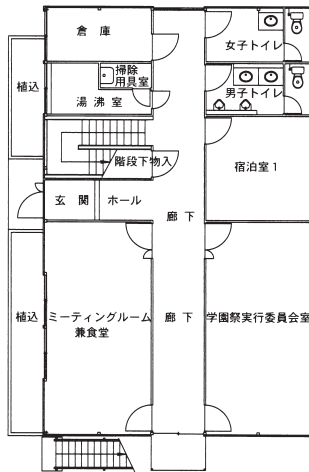 倉 庫
女子トイレ
植込
掃除
用具室
湯 沸 室
男子トイレ
階段下物入
宿泊室 1
玄 関
ホール
廊 下
植込
ミーティングルーム
兼食堂
廊 下
学園祭実行委員会室